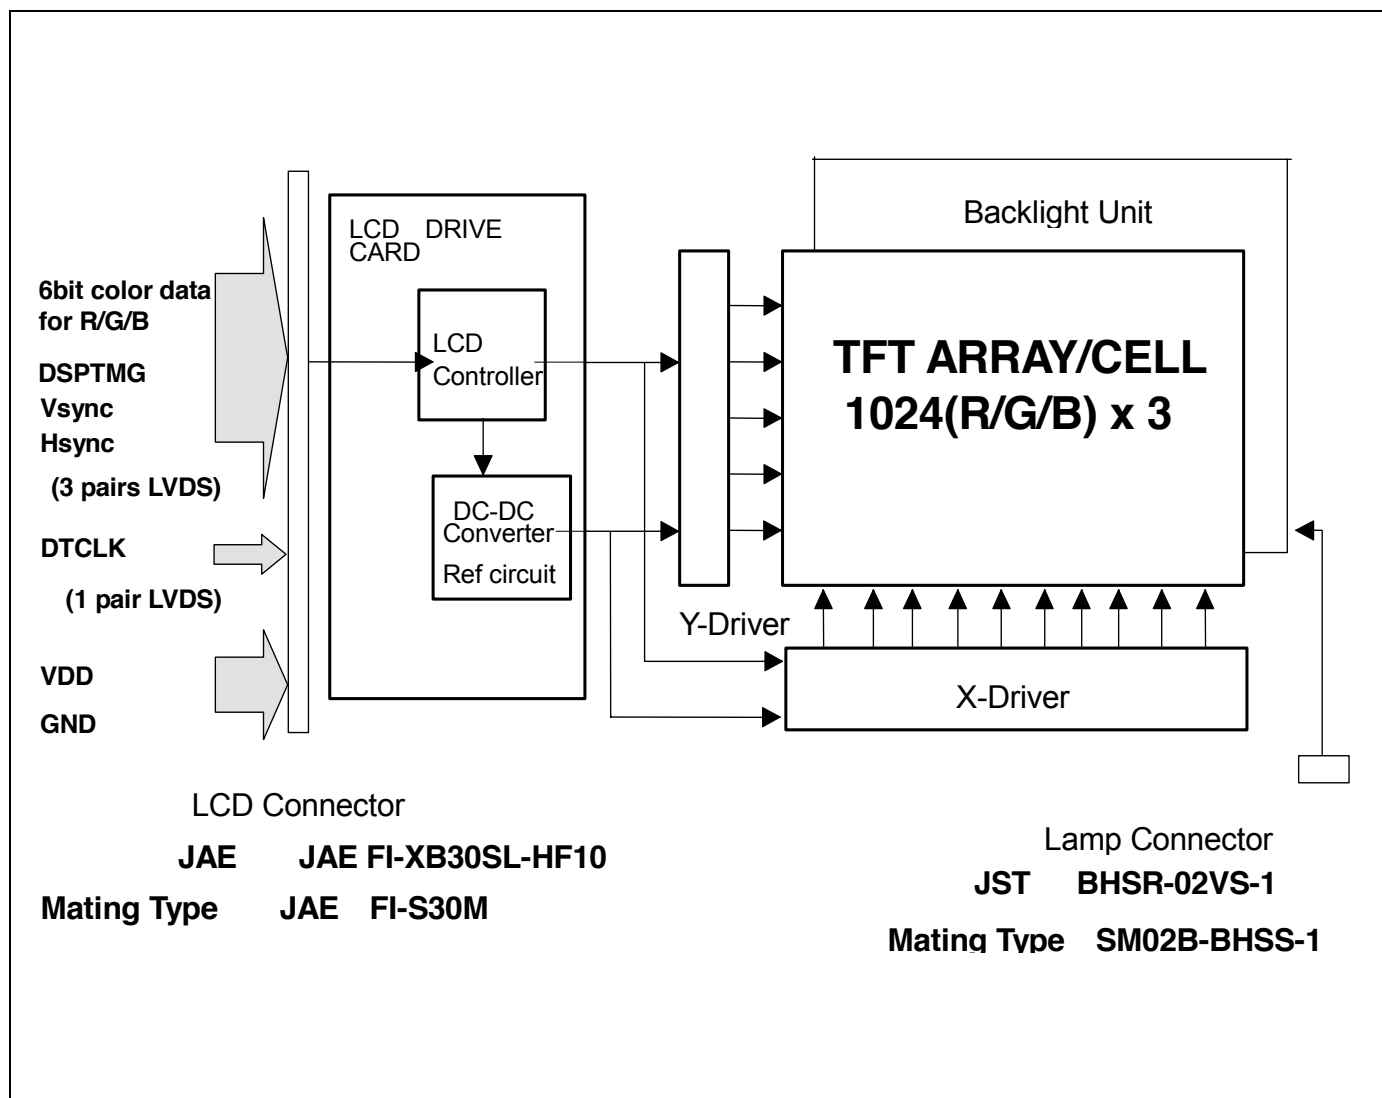 LCD DRIVE
CARD
Backlight Unit
6bit color data
for R/G/B
DSPTMG
Vsync
Hsync
(3 pairs LVDS)
DTCLK
(1 pair LVDS)
VDD
GND
LCD
Controller
DC-DC
Converter
Ref circuit
TFT ARRAY/CELL
1024(R/G/B) x 3
Y-Driver
X-Driver
LCD Connector
JAE JAE FI-XB30SL-HF10
Mating Type JAE FI-S30M
Lamp Connector
JST BHSR-02VS-1
Mating Type SM02B-BHSS-1